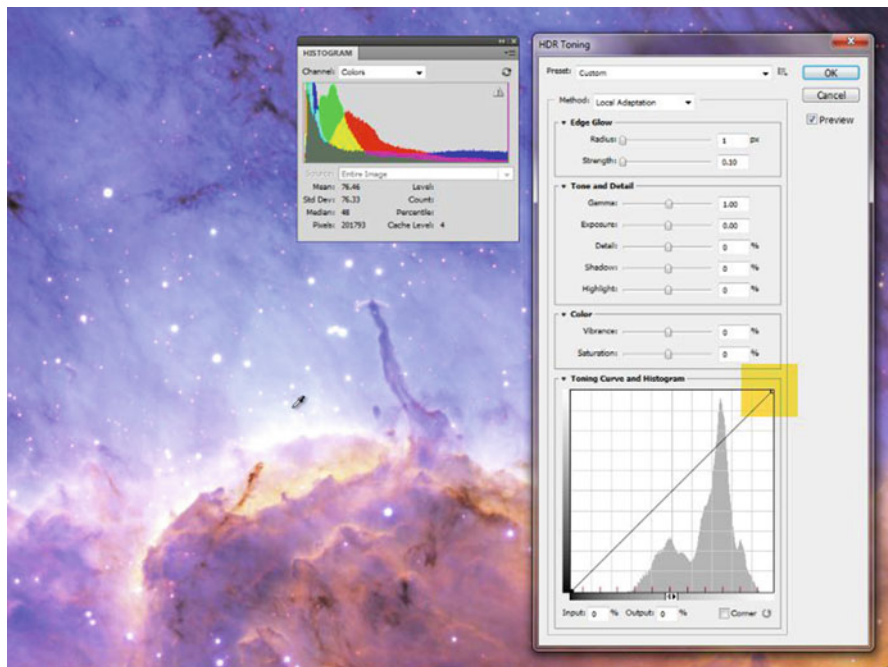 HISTOGRAM
Channel: Colors
Source: Entire Image
Mean: 76.46 Level:
Std Dev: 76.33 Count:
Median: 48 Percentile:
Pixels: 201793 Cache Level: 4
HDR Toning
Preset: Custom
OK
Cancel
Preview
Method: Local Adaptation
Edge Glow
Radius: 1 px
Strength: 0.10
Tone and Detail
Gamma: 1.00
Exposure: 0.00
Detail: 0 %
Shadow: 0 %
Highlight: 0 %
Color
Vibrance: 0 %
Saturation: 0 %
Toning Curve and Histogram
Input: 0 % Output: 0 % Corner